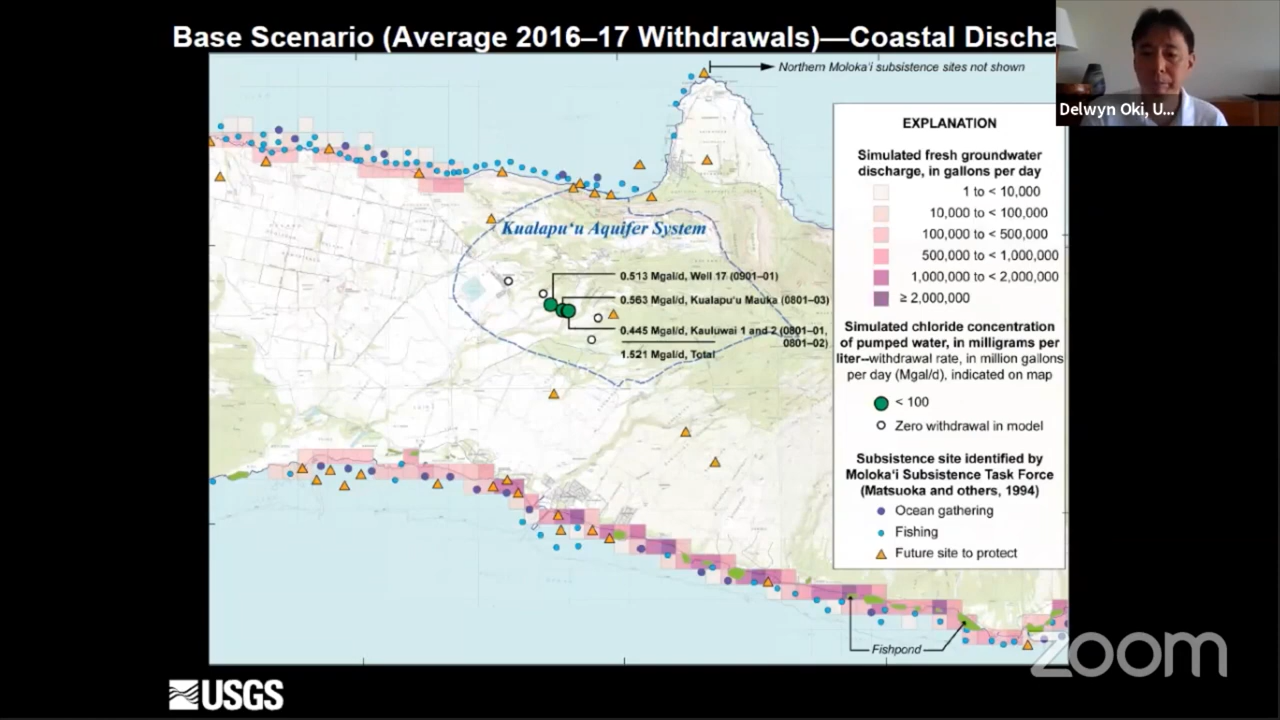 Base Scenario (Average 2016–17 Withdrawals)—Coastal Discha
Delwyn Oki, U...
Northern Moloka‘i subsistence sites not shown
Kualapu‘u Aquifer System
0.513 Mgal/d, Well 17 (0901–01)
0.563 Mgal/d, Kualapu‘u Mauka (0801–03)
0.445 Mgal/d, Kauluwai 1 and 2 (0801–01,
0801–02)
1.521 Mgal/d, Total
Fishpond
EXPLANATION
Simulated fresh groundwater
discharge, in gallons per day
1 to < 10,000
10,000 to < 100,000
100,000 to < 500,000
500,000 to < 1,000,000
1,000,000 to < 2,000,000
≥ 2,000,000
Simulated chloride concentration
of pumped water, in milligrams per
liter--withdrawal rate, in million gallons
per day (Mgal/d), indicated on map
< 100
Zero withdrawal in model
Subsistence site identified by
Moloka‘i Subsistence Task Force
(Matsuoka and others, 1994)
Ocean gathering
Fishing
Future site to protect
zoom
USGS